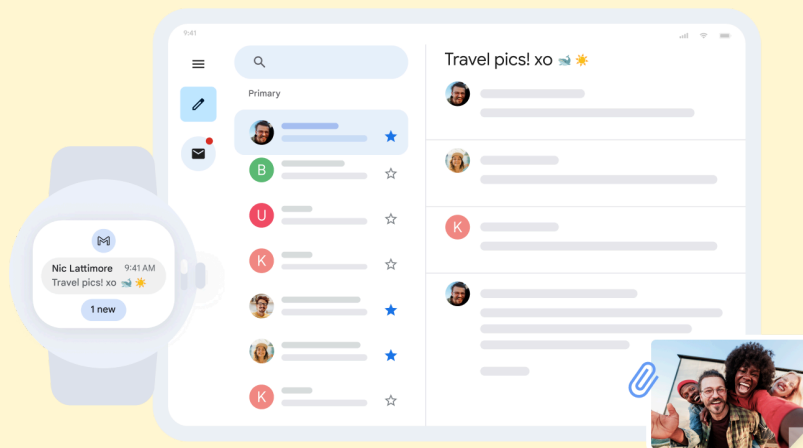 9:41
Travel pics! xo 🐋 ☀️
Primary
B
U
K
K
K
Nic Lattimore 9:41 AM
Travel pics! xo 🐋 ☀️
1 new